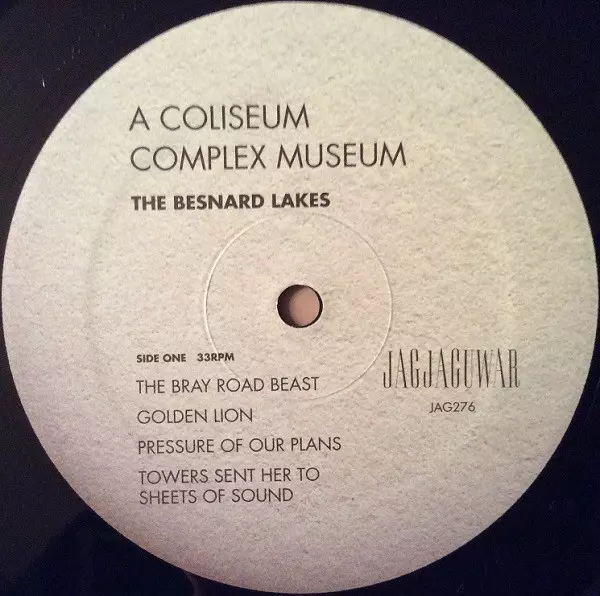 A COLISEUM
COMPLEX MUSEUM
THE BESNARD LAKES
SIDE ONE 33RPM
THE BRAY ROAD BEAST
GOLDEN LION
PRESSURE OF OUR PLANS
TOWERS SENT HER TO
SHEETS OF SOUND
JAGJAGUWAR
JAG276